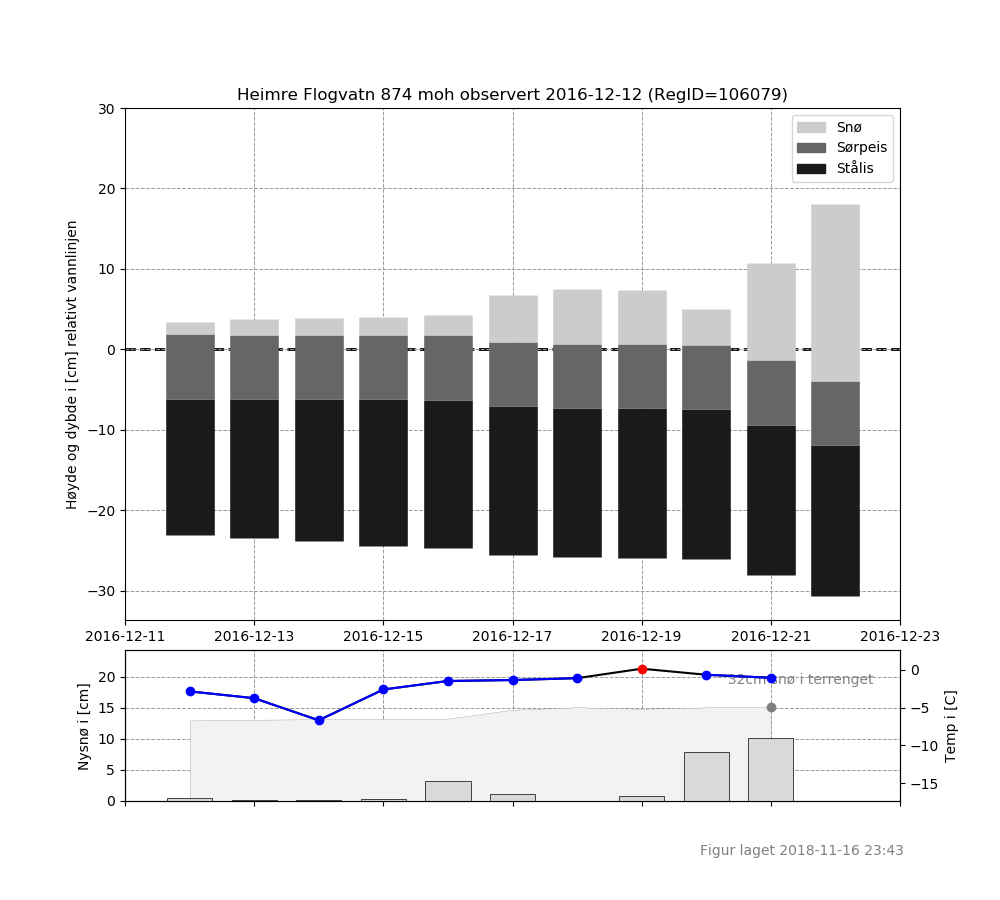 Heimre Flogvatn 874 moh observert 2016-12-12 (RegID=106079)
30
20
10
0
−10
−20
−30
Høyde og dybde i [cm] relativt vannlinjen
Snø
Sørpeis
Stålis
2016-12-11 2016-12-13 2016-12-15 2016-12-17 2016-12-19 2016-12-21 2016-12-23
20
15
10
5
0
Nysnø i [cm]
32cm snø i terrenget
0
−5
−10
−15
Temp i [C]
Figur laget 2018-11-16 23:43